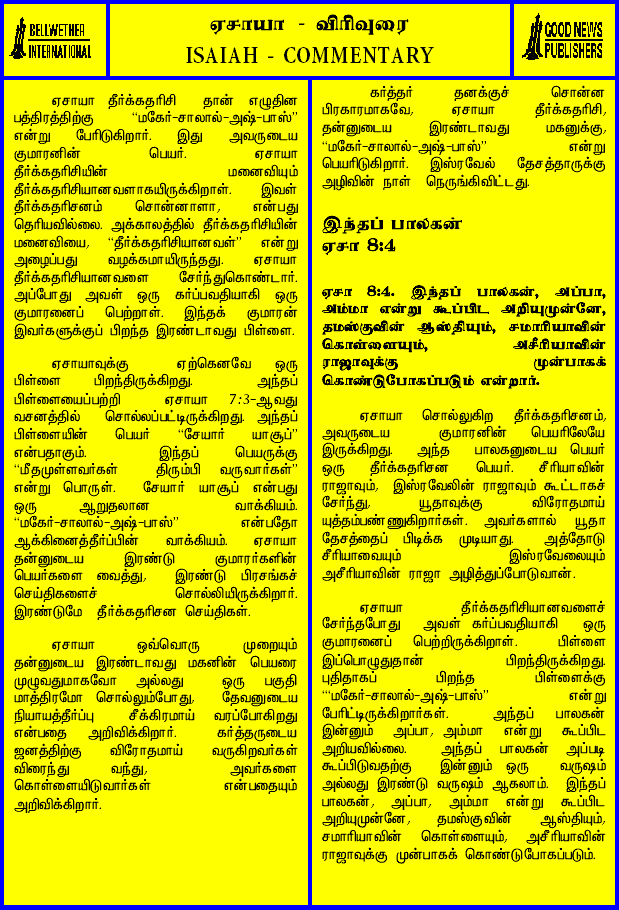 BELLWETHER
INTERNATIONAL
ஏசாயா - விரிவுரை
ISAIAH - COMMENTARY
GOOD NEWS
PUBLISHERS
ஏசாயா தீர்க்கதரிசி தான் எழுதின
பத்திரத்திற்கு “மகேர்-சாலால்-அஷ்-பாஸ்”
என்று பேரிடுகிறார். இது அவருடைய
குமாரனின் பெயர். ஏசாயா
தீர்க்கதரிசியின் மனைவியும்
தீர்க்கதரிசியானவளாகயிருக்கிறாள். இவள்
தீர்க்கதரிசனம் சொன்னாளா, என்பது
தெரியவில்லை. அக்காலத்தில் தீர்க்கதரிசியின்
மனைவியை, “தீர்க்கதரிசியானவள்” என்று
அழைப்பது வழக்கமாயிருந்தது. ஏசாயா
தீர்க்கதரிசியானவளை சேர்ந்துகொண்டார்.
அப்போது அவள் ஒரு கர்ப்பவதியாகி ஒரு
குமாரனைப் பெற்றாள். இந்தக் குமாரன்
இவர்களுக்குப் பிறந்த இரண்டாவது பிள்ளை.
ஏசாயாவுக்கு ஏற்கெனவே ஒரு
பிள்ளை பிறந்திருக்கிறது. அந்தப்
பிள்ளையைப்பற்றி ஏசாயா 7:3-ஆவது
வசனத்தில் சொல்லப்பட்டிருக்கிறது. அந்தப்
பிள்ளையின் பெயர் “சேயார் யாசூப்”
என்பதாகும். இந்தப் பெயருக்கு
“மீதமுள்ளவர்கள் திரும்பி வருவார்கள்”
என்று பொருள். சேயார் யாசூப் என்பது
ஒரு ஆறுதலான வாக்கியம்.
“மகேர்-சாலால்-அஷ்-பாஸ்” என்பதோ
ஆக்கினைத்தீர்ப்பின் வாக்கியம். ஏசாயா
தன்னுடைய இரண்டு குமாரர்களின்
பெயர்களை வைத்து, இரண்டு பிரசங்கச்
செய்திகளைச் சொல்லியிருக்கிறார்.
இரண்டுமே தீர்க்கதரிசன செய்திகள்.
ஏசாயா ஒவ்வொரு முறையும்
தன்னுடைய இரண்டாவது மகனின் பெயரை
முழுவதுமாகவோ அல்லது ஒரு பகுதி
மாத்திரமோ சொல்லும்போது, தேவனுடைய
நியாயத்தீர்ப்பு சீக்கிரமாய் வரப்போகிறது
என்பதை அறிவிக்கிறார். கர்த்தருடைய
ஜனத்திற்கு விரோதமாய் வருகிறவர்கள்
விரைந்து வந்து, அவர்களை
கொள்ளையிடுவார்கள் என்பதையும்
அறிவிக்கிறார்.
கர்த்தர் தனக்குச் சொன்ன
பிரகாரமாகவே, ஏசாயா தீர்க்கதரிசி,
தன்னுடைய இரண்டாவது மகனுக்கு,
“மகேர்-சாலால்-அஷ்-பாஸ்” என்று
பெயரிடுகிறார். இஸ்ரவேல் தேசத்தாருக்கு
அழிவின் நாள் நெருங்கிவிட்டது.
இந்தப் பாலகன்
ஏசா 8:4
ஏசா 8:4. இந்தப் பாலகன், அப்பா,
அம்மா என்று கூப்பிட அறியுமுன்னே,
தமஸ்குவின் ஆஸ்தியும், சமாரியாவின்
கொள்ளையும், அசீரியாவின்
ராஜாவுக்கு முன்பாகக்
கொண்டுபோகப்படும் என்றார்.
ஏசாயா சொல்லுகிற தீர்க்கதரிசனம்,
அவருடைய குமாரனின் பெயரிலேயே
இருக்கிறது. அந்த பாலகனுடைய பெயர்
ஒரு தீர்க்கதரிசன பெயர். சீரியாவின்
ராஜாவும், இஸ்ரவேலின் ராஜாவும் கூட்டாகச்
சேர்ந்து, யூதாவுக்கு விரோதமாய்
யுத்தம்பண்ணுகிறார்கள். அவர்களால் யூதா
தேசத்தைப் பிடிக்க முடியாது. அத்தோடு
சீரியாவையும் இஸ்ரவேலையும்
அசீரியாவின் ராஜா அழித்துப்போடுவான்.
ஏசாயா தீர்க்கதரிசியானவளைச்
சேர்ந்தபோது அவள் கர்ப்பவதியாகி ஒரு
குமாரனைப் பெற்றிருக்கிறாள். பிள்ளை
இப்பொழுதுதான் பிறந்திருக்கிறது.
புதிதாகப் பிறந்த பிள்ளைக்கு
“‘மகேர்-சாலால்-அஷ்-பாஸ்” என்று
பேரிட்டிருக்கிறார்கள். அந்தப் பாலகன்
இன்னும் அப்பா, அம்மா என்று கூப்பிட
அறியவில்லை. அந்தப் பாலகன் அப்படி
கூப்பிடுவதற்கு இன்னும் ஒரு வருஷம்
அல்லது இரண்டு வருஷம் ஆகலாம். இந்தப்
பாலகன், அப்பா, அம்மா என்று கூப்பிட
அறியுமுன்னே, தமஸ்குவின் ஆஸ்தியும்,
சமாரியாவின் கொள்ளையும், அசீரியாவின்
ராஜாவுக்கு முன்பாகக் கொண்டுபோகப்படும்.